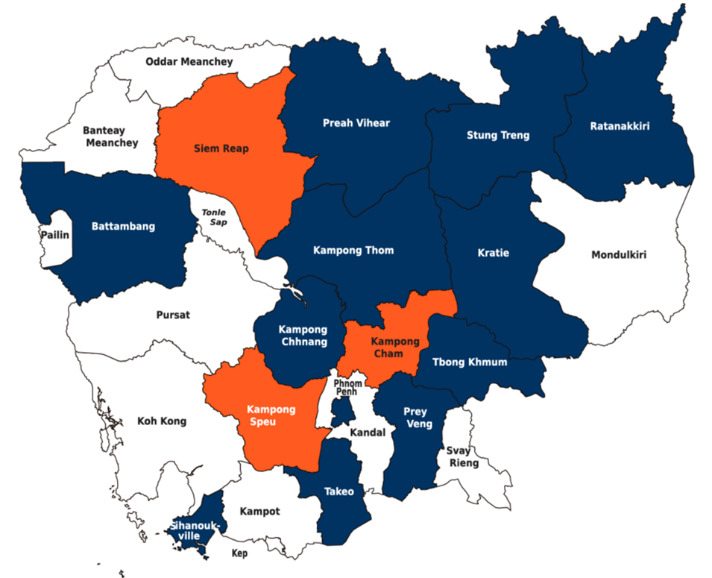 Oddar Meanchey
Preah Vihear
Ratanakkiri
Banteay
Meanchey
Stung Treng
Siem Reap
Tonle
Sap
Battambang
Pailin
Kampong Thom
Kratie
Mondulkiri
Pursat
Kampong
Chhnang
Kampong
Cham
Tbong Khmum
Phnom
Penh
Koh Kong
Kampong
Speu
Prey
Veng
Kandal
Svay
Rieng
Takeo
Kampot
Sihanouk-
ville
Kep